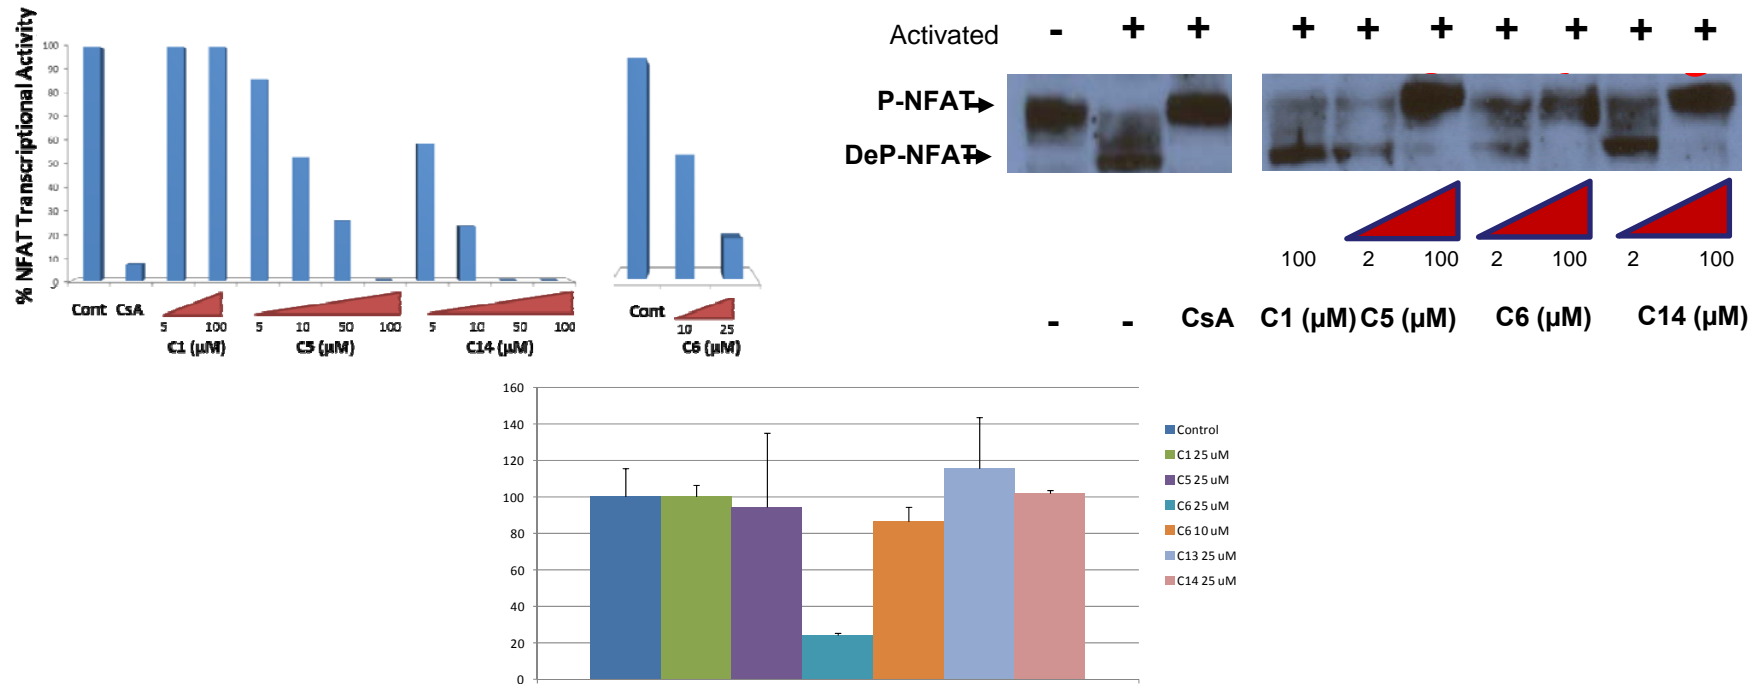 % NFAT Transcriptional Activity
100
90
80
70
60
50
40
30
20
10
0
Cont CsA
5 100 5 10 50 100 5 10 50 100
C1 (µM) C5 (µM) C14 (µM)
Cont
10 25
C6 (µM)
Activated - + + + + + + + + +
P-NFAT
DeP-NFAT
100 2 100 2 100 2 100
- - CsA C1 (µM) C5 (µM) C6 (µM) C14 (µM)
160
140
120
100
80
60
40
20
0
Control
C1 25 uM
C5 25 uM
C6 25 uM
C6 10 uM
C13 25 uM
C14 25 uM